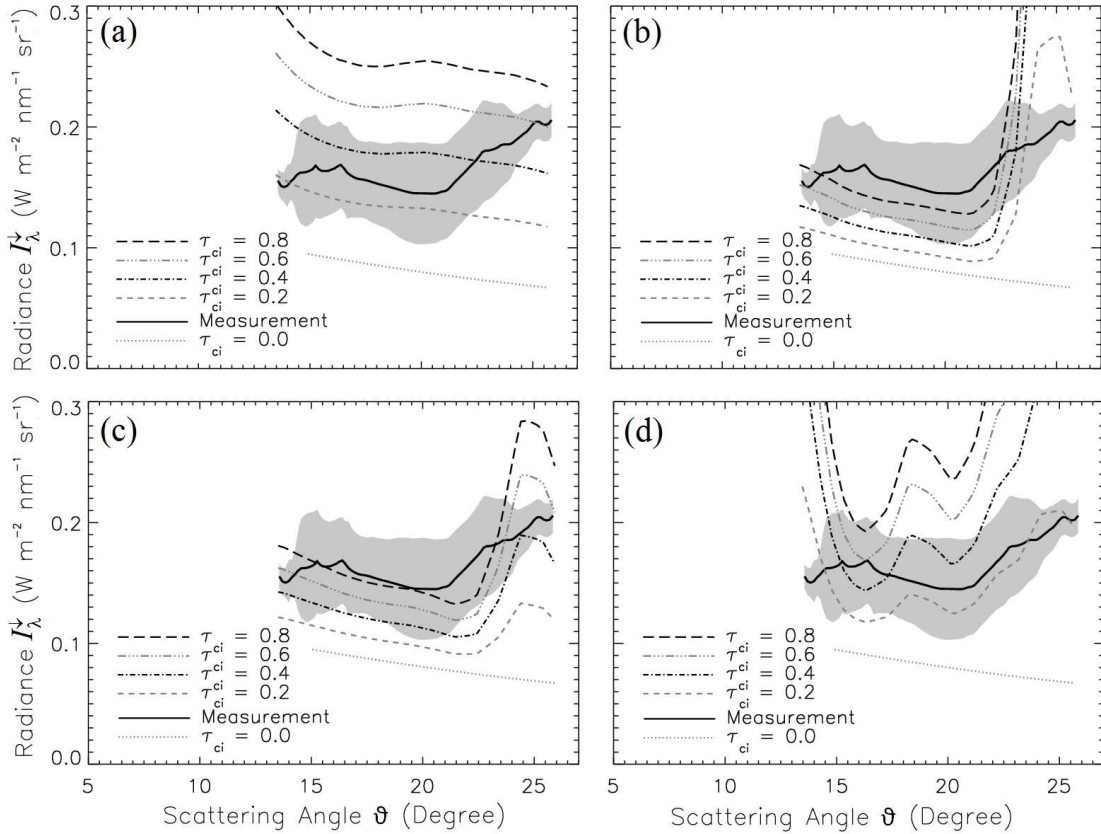 0.3
(a)
0.2
0.1
0.0
Radiance I↓λ (W m⁻² nm⁻¹ sr⁻¹)
τci = 0.8
τci = 0.6
τci = 0.4
τci = 0.2
Measurement
τci = 0.0
(b)
τci = 0.8
τci = 0.6
τci = 0.4
τci = 0.2
Measurement
τci = 0.0
0.3
(c)
0.2
0.1
0.0
Radiance I↓λ (W m⁻² nm⁻¹ sr⁻¹)
τci = 0.8
τci = 0.6
τci = 0.4
τci = 0.2
Measurement
τci = 0.0
5 10 15 20 25
Scattering Angle ϑ (Degree)
(d)
τci = 0.8
τci = 0.6
τci = 0.4
τci = 0.2
Measurement
τci = 0.0
5 10 15 20 25
Scattering Angle ϑ (Degree)